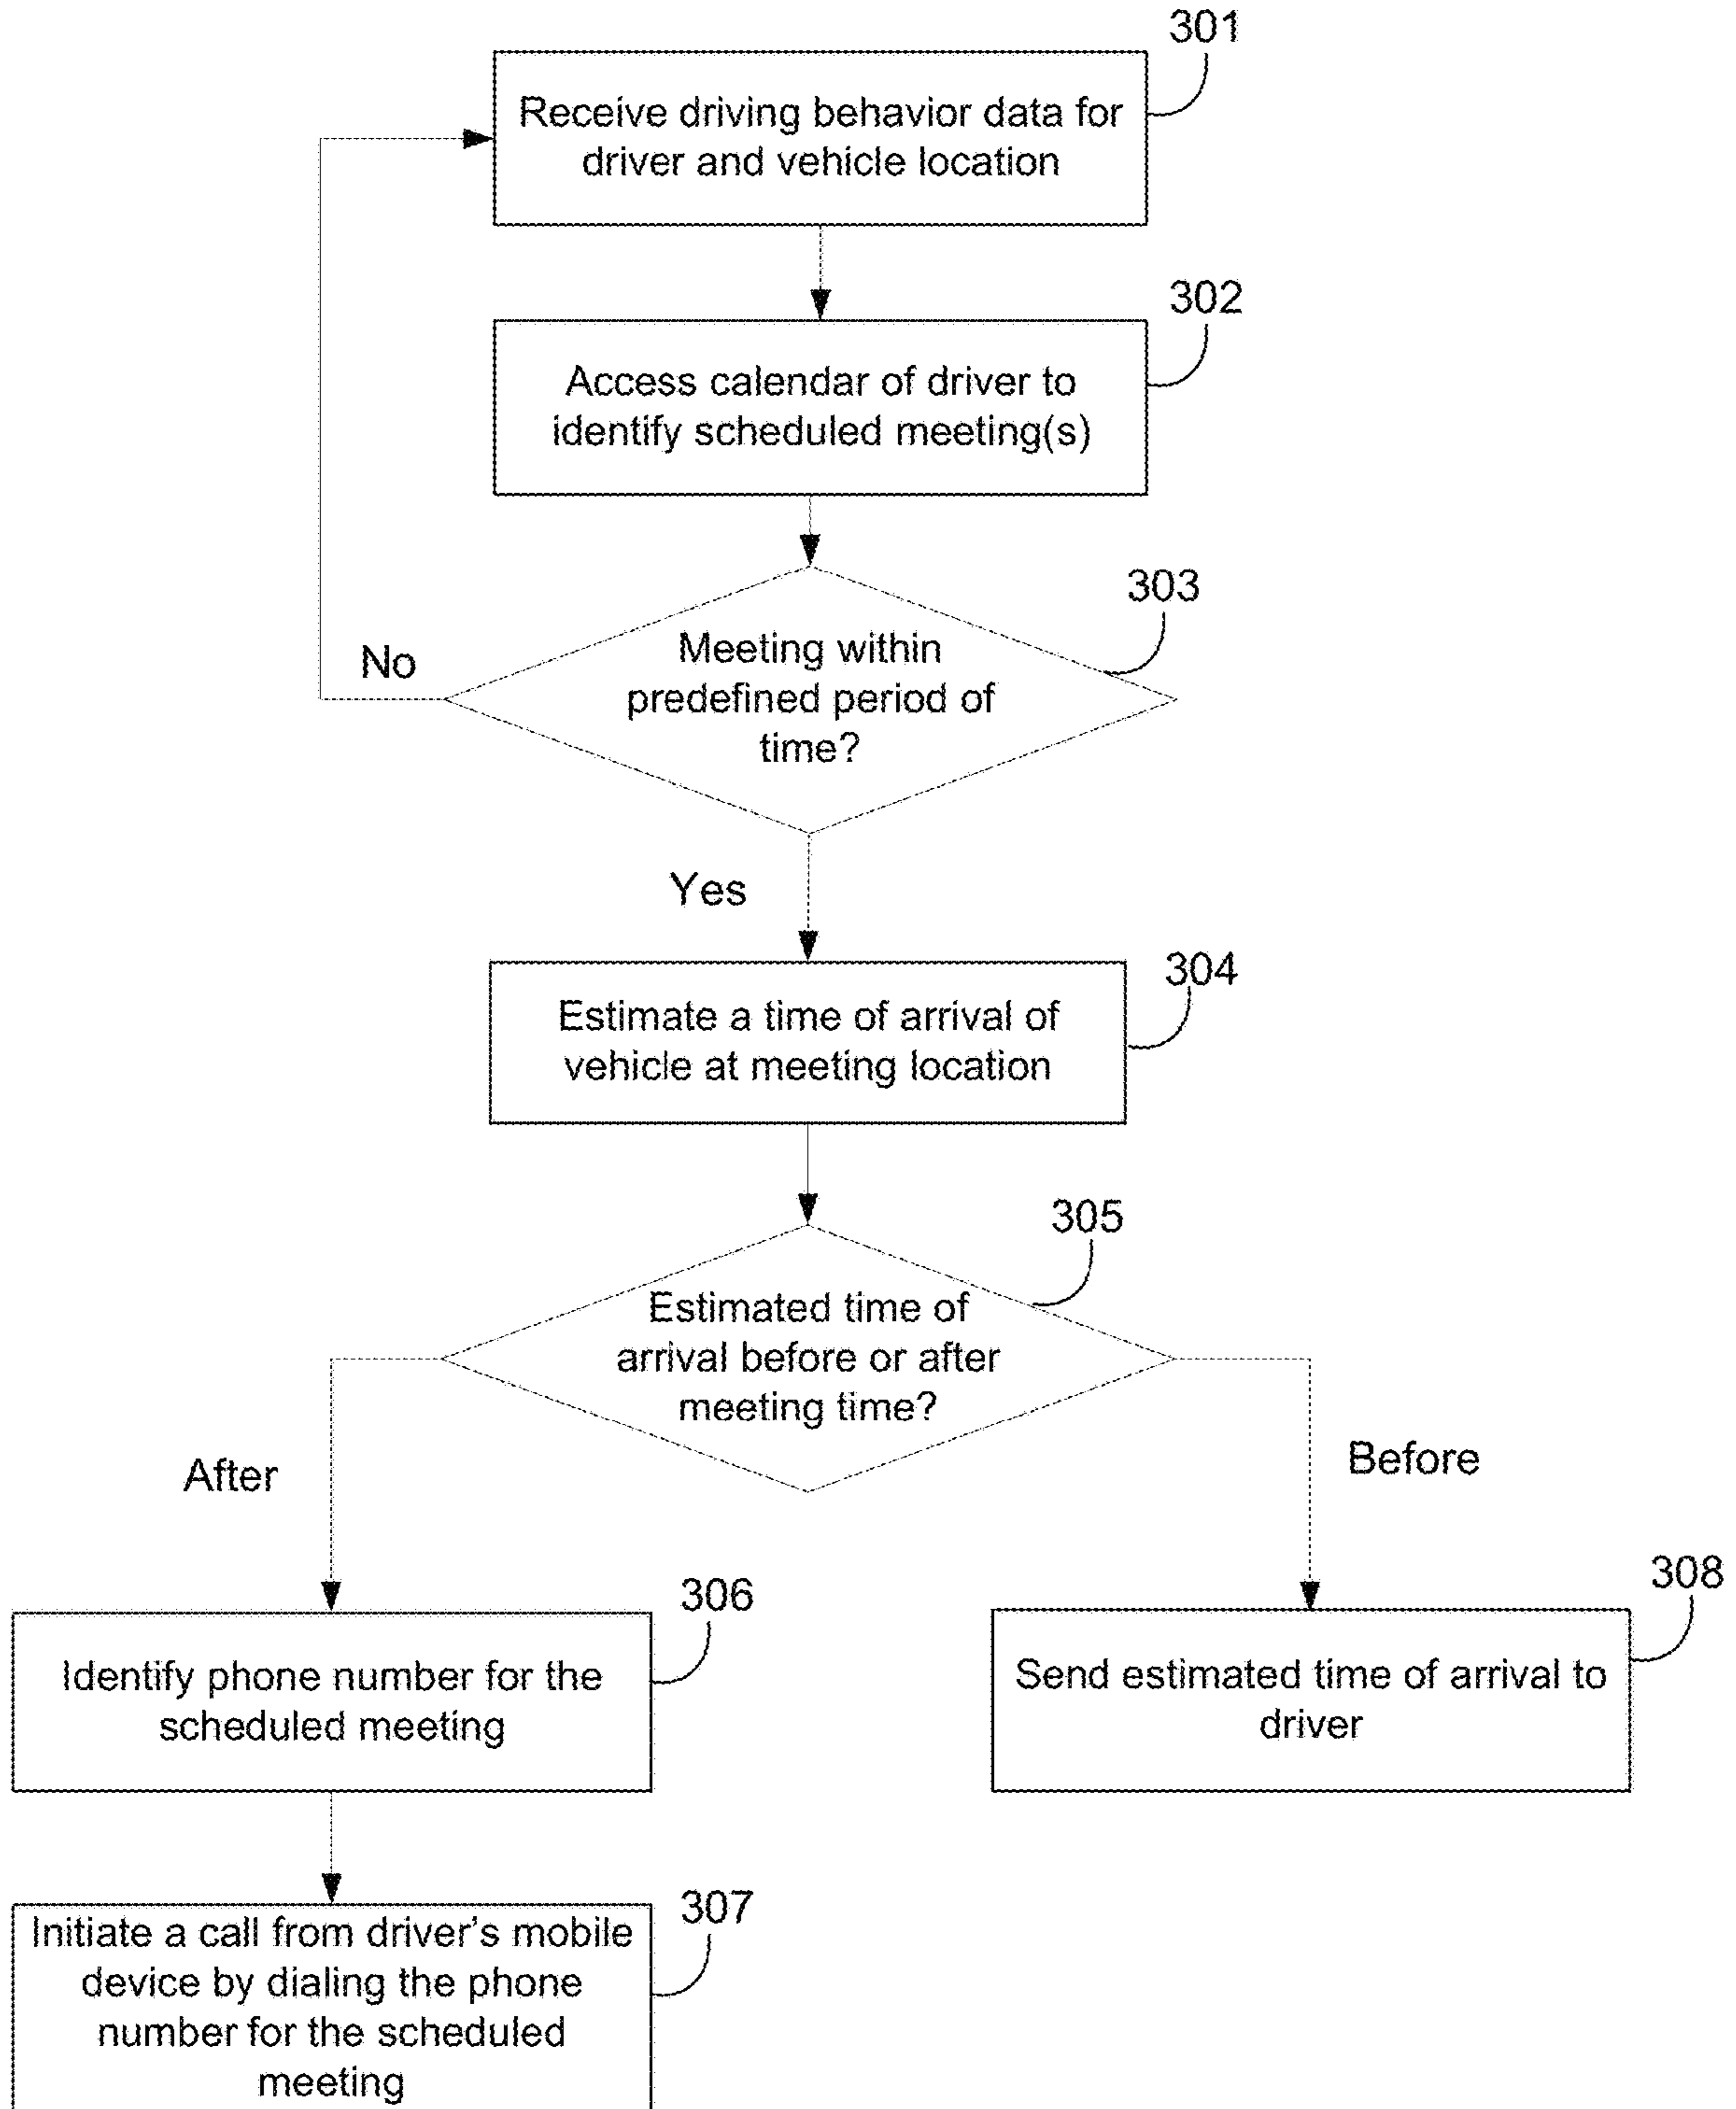 301
Receive driving behavior data for
driver and vehicle location
302
Access calendar of driver to
identify scheduled meeting(s)
303
Meeting within
predefined period of
time?
No
Yes
304
Estimate a time of arrival of
vehicle at meeting location
305
Estimated time of
arrival before or after
meeting time?
After
Before
306
Identify phone number for the
scheduled meeting
308
Send estimated time of arrival to
driver
307
Initiate a call from driver's mobile
device by dialing the phone
number for the scheduled
meeting